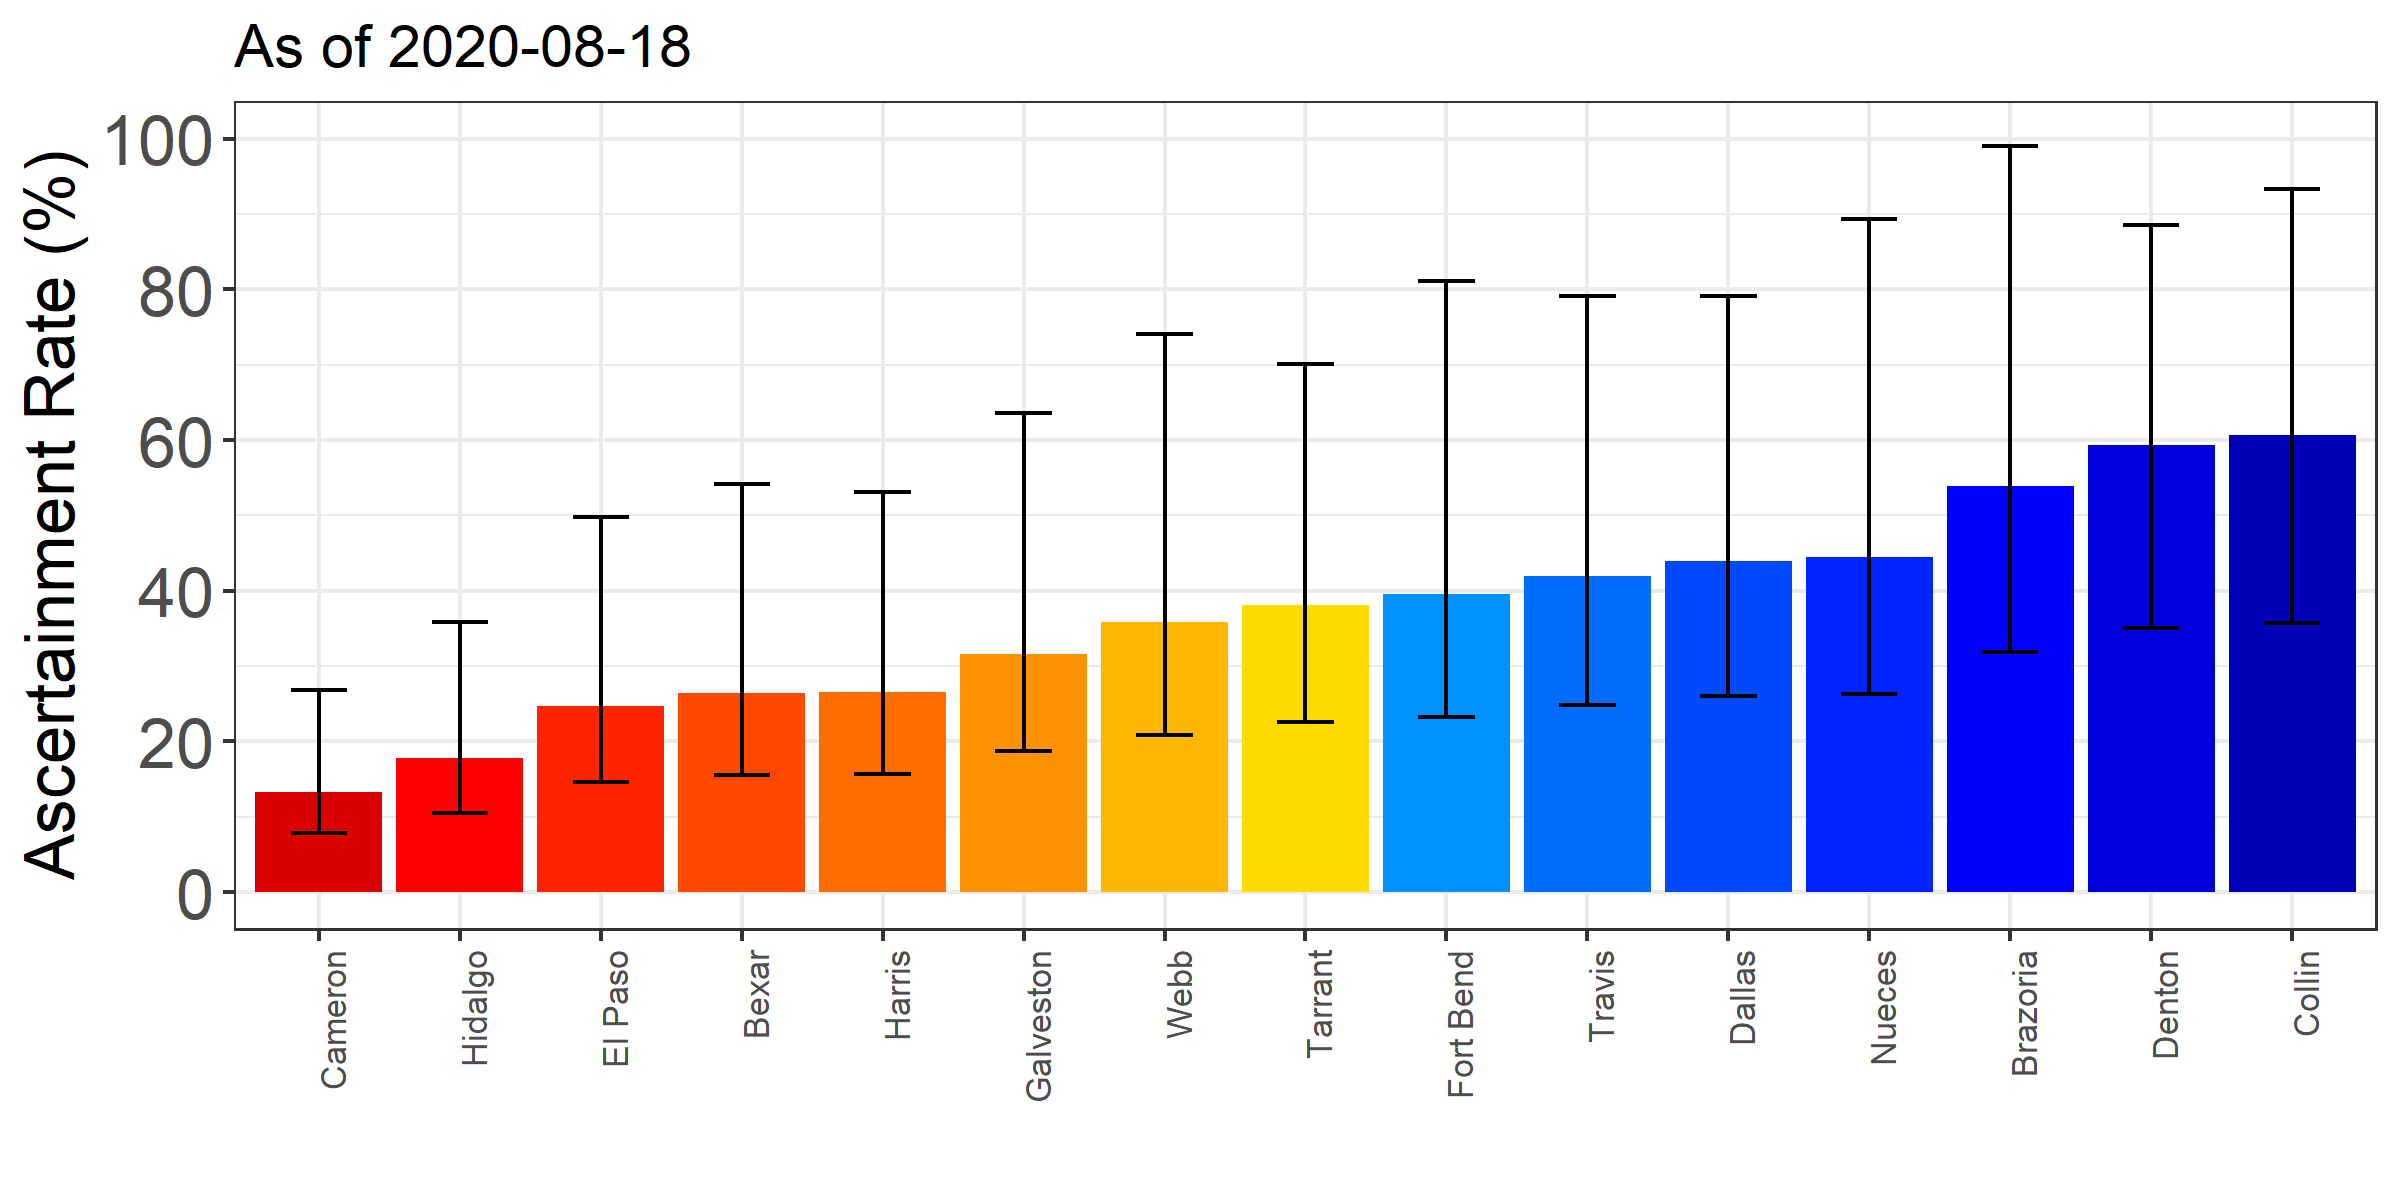 As of 2020-08-18
Ascertainment Rate (%)
100
80
60
40
20
0
Cameron
Hidalgo
El Paso
Bexar
Harris
Galveston
Webb
Tarrant
Fort Bend
Travis
Dallas
Nueces
Brazoria
Denton
Collin